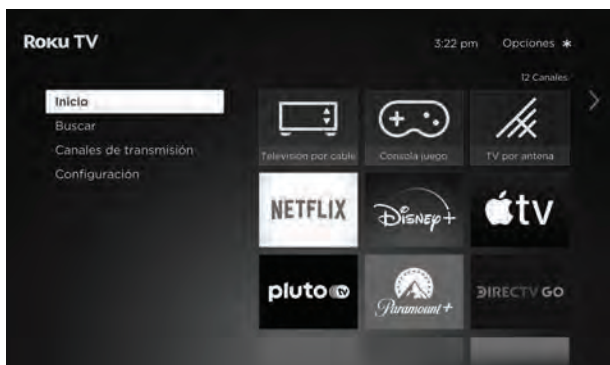 Roku TV
3:22 pm Opciones *
12 Canales
Inicio
Buscar
Canales de transmisión
Configuración
Televisión por cable
Consola juego
TV por antena
NETFLIX
Disney+
tv
pluto tv
Paramount+
DIRECTV GO